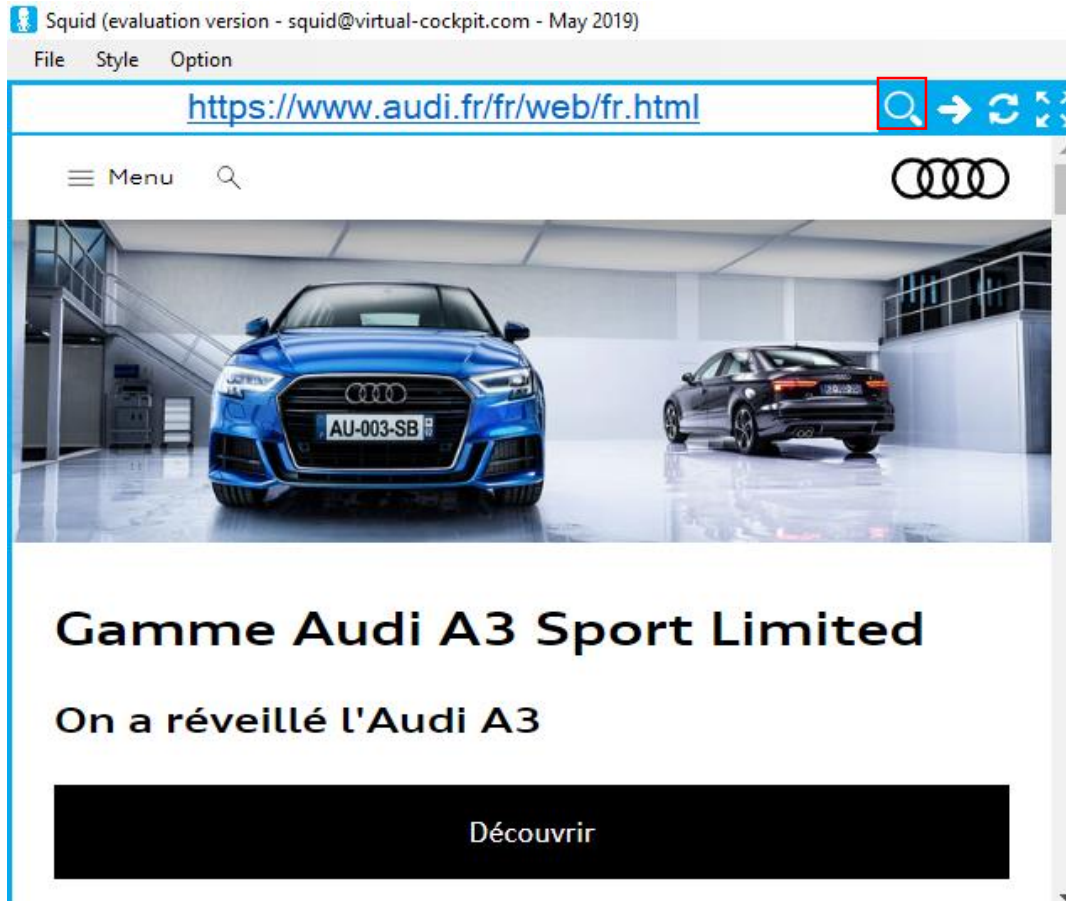 Squid (evaluation version - squid@virtual-cockpit.com - May 2019)
File Style Option
https://www.audi.fr/fr/web/fr.html
Menu
AU-003-SB
Gamme Audi A3 Sport Limited
On a réveillé l'Audi A3
Découvrir